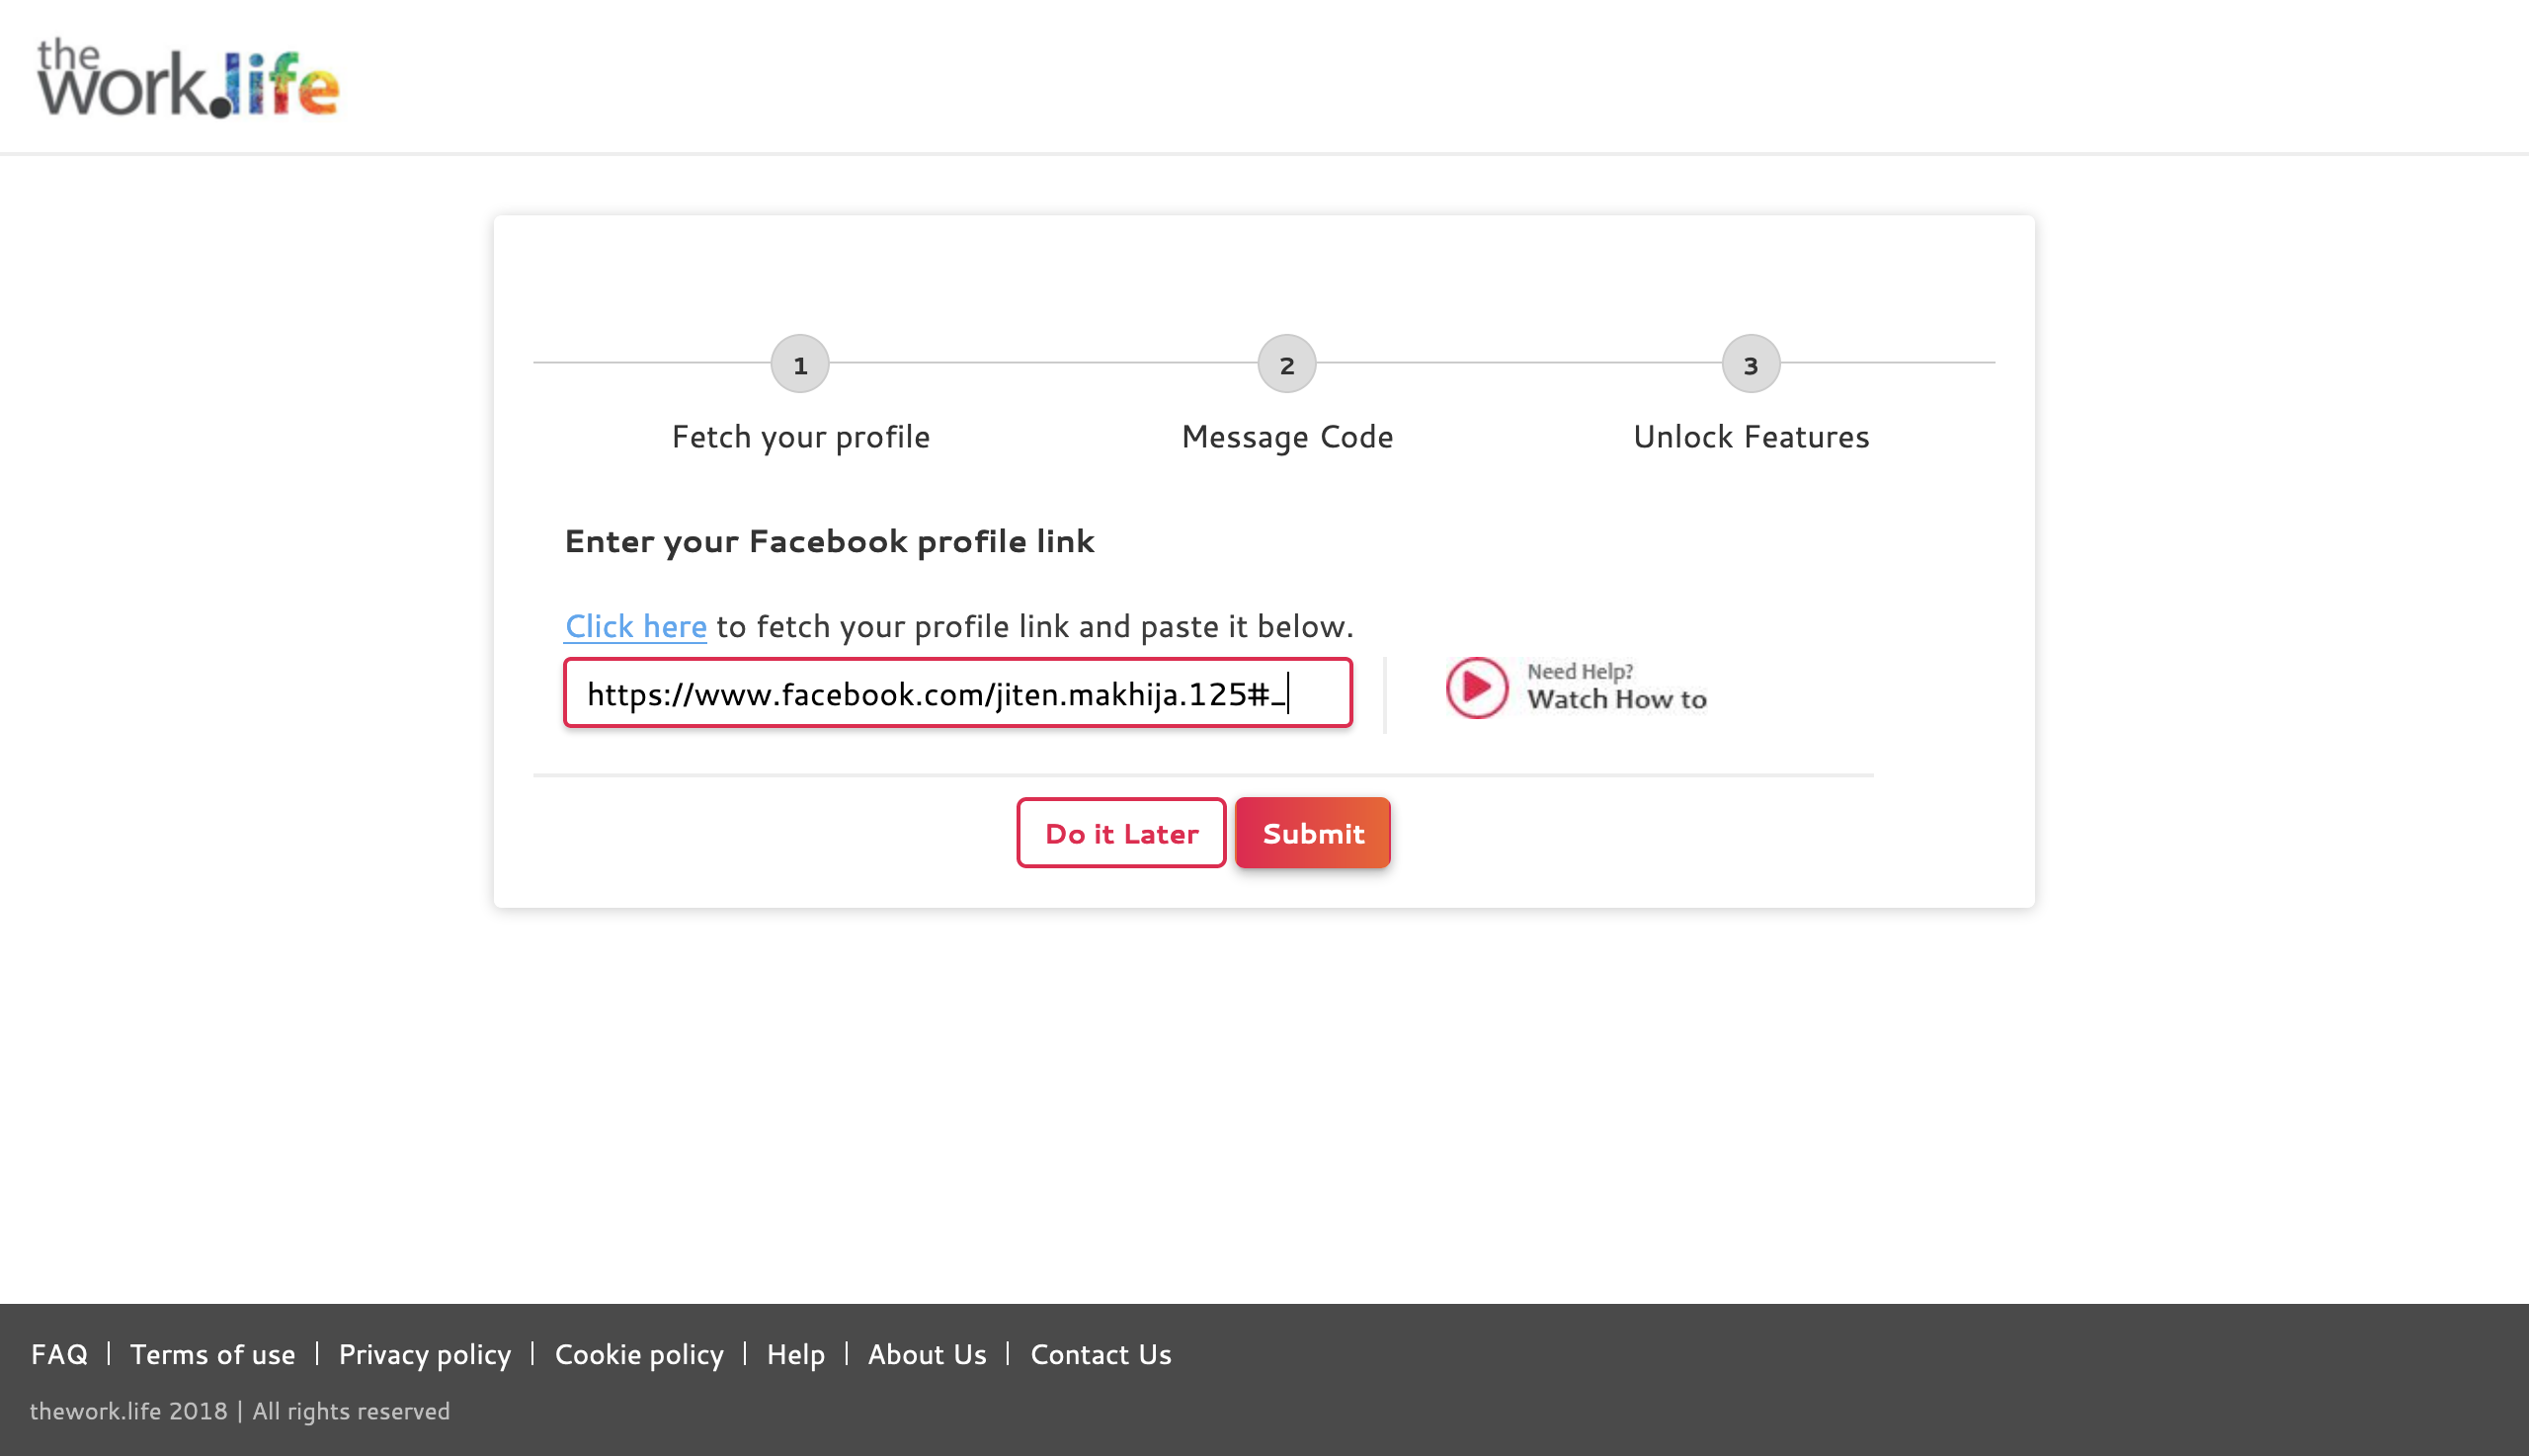 the
work.life
1
2
3
Fetch your profile
Message Code
Unlock Features
Enter your Facebook profile link
Click here to fetch your profile link and paste it below.
https://www.facebook.com/jiten.makhija.125#_
Need Help?
Watch How to
Do it Later
Submit
FAQ | Terms of use | Privacy policy | Cookie policy | Help | About Us | Contact Us
thework.life 2018 | All rights reserved